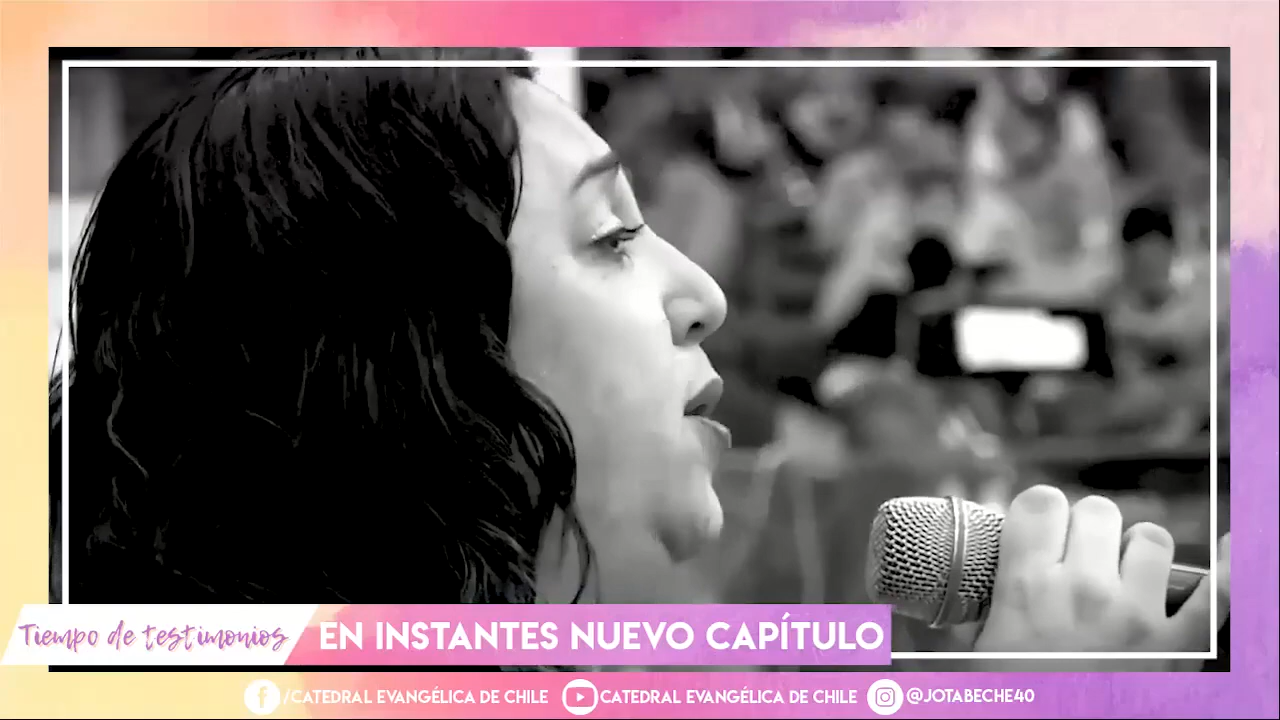 Tiempo de testimonios
EN INSTANTES NUEVO CAPÍTULO
/CATEDRAL EVANGÉLICA DE CHILE CATEDRAL EVANGÉLICA DE CHILE @JOTABECHE40